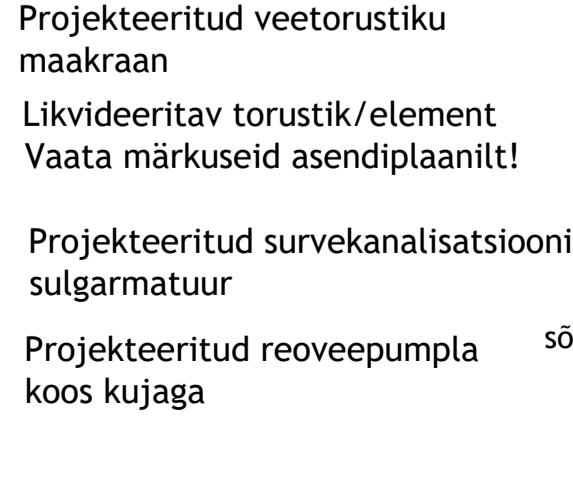 Projekteeritud veetorustiku
maakraan
Likvideeritav torustik/element
Vaata märkuseid asendiplaanilt!
Projekteeritud survekanalisatsiooni
sulgarmatuur
Projekteeritud reoveepumpla
koos kujaga
sõ